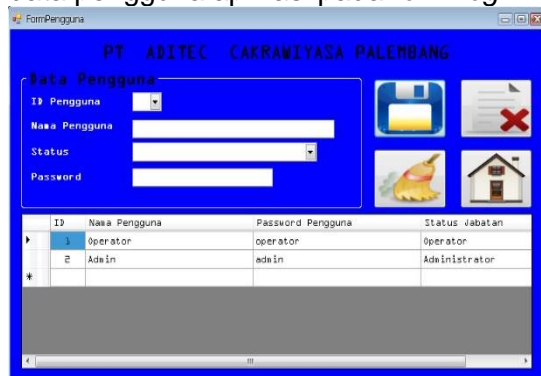 FormPengguna
PT ADITEC CAKRAWIYASA PALEMBANG
Data Pengguna
ID Pengguna
Nama Pengguna
Status
Password
ID Nama Pengguna Password Pengguna Status Jabatan
1 Operator operator Operator
2 Admin admin Administrator